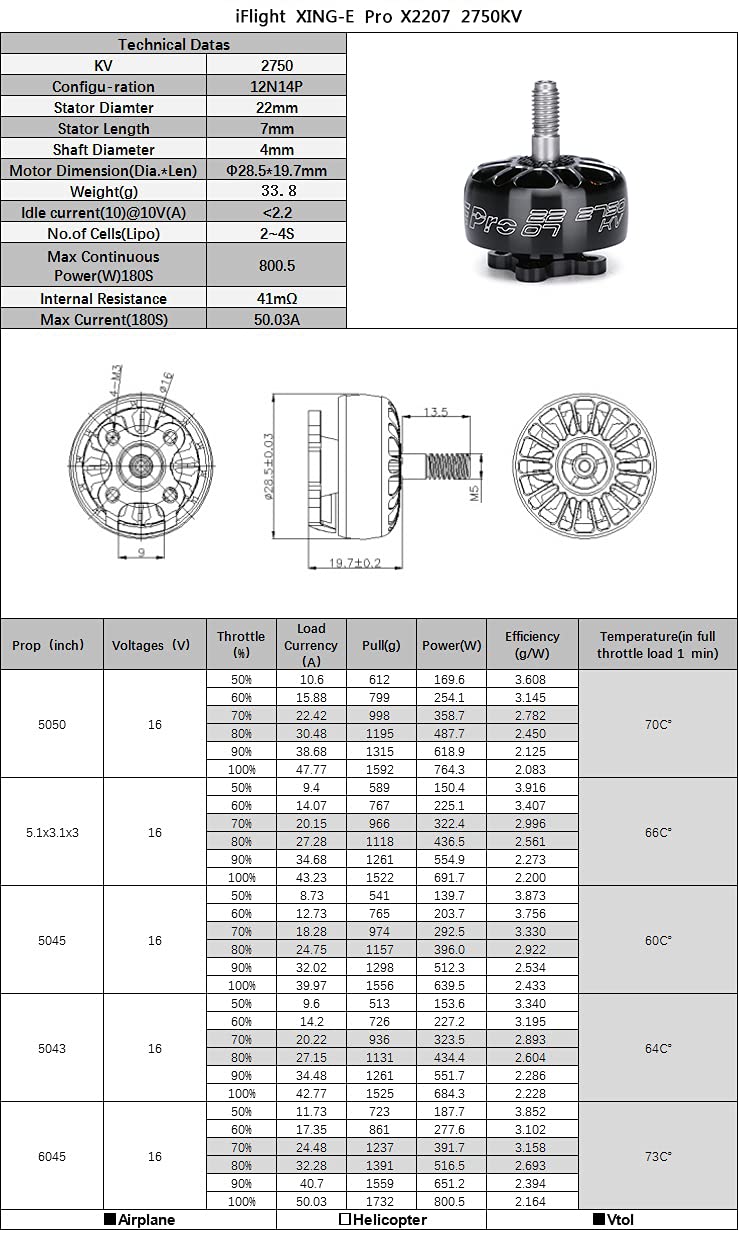 iFlight XING-E Pro X2207 2750KV
Technical Datas
KV 2750
Configu-ration 12N14P
Stator Diamter 22mm
Stator Length 7mm
Shaft Diameter 4mm
Motor Dimension(Dia.*Len) Φ28.5*19.7mm
Weight(g) 33.8
Idle current(10)@10V(A) <2.2
No.of Cells(Lipo) 2~4S
Max Continuous
Power(W)180S 800.5
Internal Resistance 41mΩ
Max Current(180S) 50.03A
Pro 22 2750
07 KV
4-M3 ø16
9
ø28.5±0.03
13.5
M5
19.7±0.2
Prop (inch) Voltages (V) Throttle
(%) Load
Currency
(A) Pull(g) Power(W) Efficiency
(g/W) Temperature(in full
throttle load 1 min)
5050 16 70C°
50% 10.6 612 169.6 3.608
60% 15.88 799 254.1 3.145
70% 22.42 998 358.7 2.782
80% 30.48 1195 487.7 2.450
90% 38.68 1315 618.9 2.125
100% 47.77 1592 764.3 2.083
5.1x3.1x3 16 66C°
50% 9.4 589 150.4 3.916
60% 14.07 767 225.1 3.407
70% 20.15 966 322.4 2.996
80% 27.28 1118 436.5 2.561
90% 34.68 1261 554.9 2.273
100% 43.23 1522 691.7 2.200
5045 16 60C°
50% 8.73 541 139.7 3.873
60% 12.73 765 203.7 3.756
70% 18.28 974 292.5 3.330
80% 24.75 1157 396.0 2.922
90% 32.02 1298 512.3 2.534
100% 39.97 1556 639.5 2.433
5043 16 64C°
50% 9.6 513 153.6 3.340
60% 14.2 726 227.2 3.195
70% 20.22 936 323.5 2.893
80% 27.15 1131 434.4 2.604
90% 34.48 1261 551.7 2.286
100% 42.77 1525 684.3 2.228
6045 16 73C°
50% 11.73 723 187.7 3.852
60% 17.35 861 277.6 3.102
70% 24.48 1237 391.7 3.158
80% 32.28 1391 516.5 2.693
90% 40.7 1559 651.2 2.394
100% 50.03 1732 800.5 2.164
■Airplane □Helicopter ■Vtol